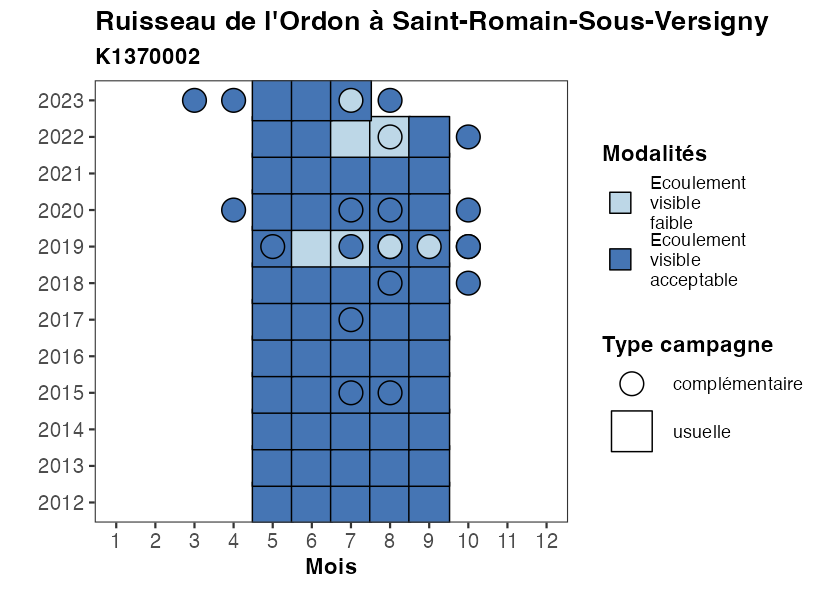 Ruisseau de l'Ordon à Saint-Romain-Sous-Versigny
K1370002
2023
2022
2021
2020
2019
2018
2017
2016
2015
2014
2013
2012
1 2 3 4 5 6 7 8 9 10 11 12
Mois
Modalités
Ecoulement
visible
faible
Ecoulement
visible
acceptable
Type campagne
complémentaire
usuelle